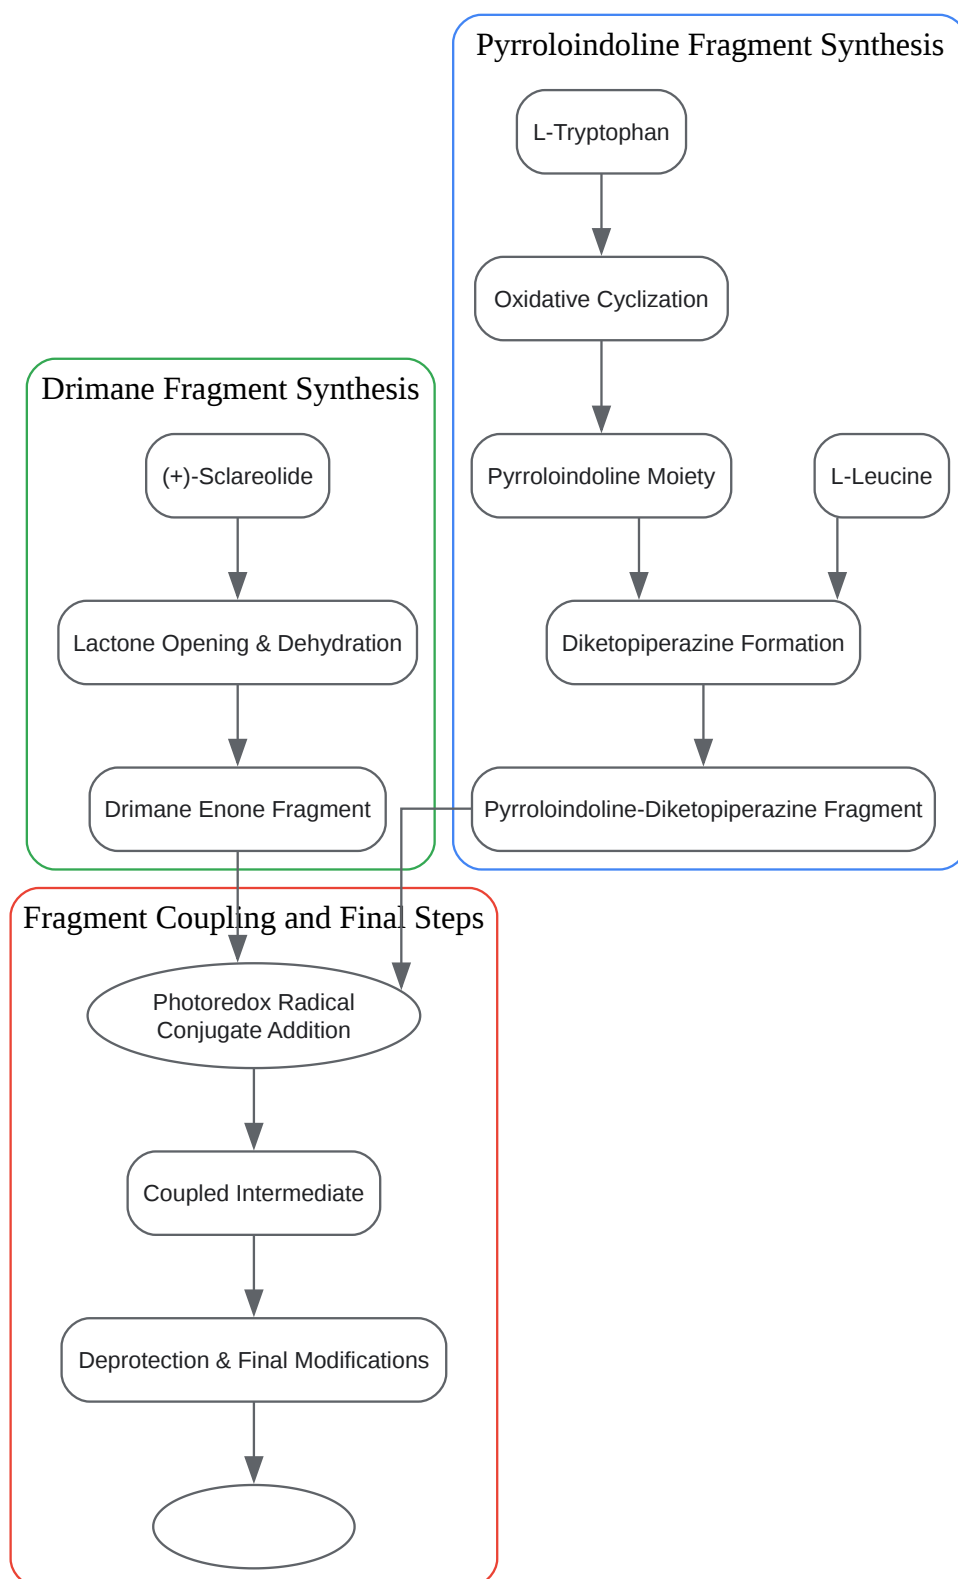 Pyrroloindoline Fragment Synthesis
L-Tryptophan
Oxidative Cyclization
Pyrroloindoline Moiety
L-Leucine
Diketopiperazine Formation
Pyrroloindoline-Diketopiperazine Fragment
Drimane Fragment Synthesis
(+)-Sclareolide
Lactone Opening & Dehydration
Drimane Enone Fragment
Fragment Coupling and Final Steps
Photoredox Radical
Conjugate Addition
Coupled Intermediate
Deprotection & Final Modifications